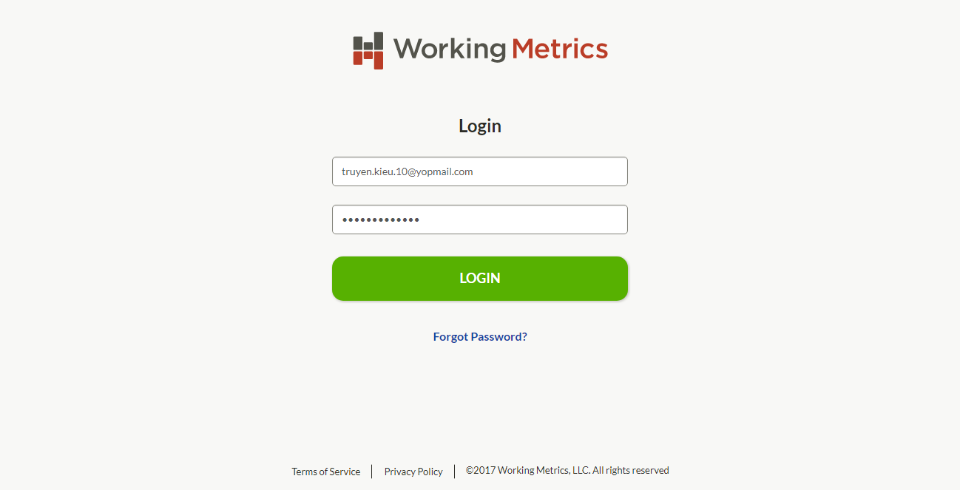 Working Metrics
Login
truyen.kieu.10@yopmail.com
•••••••••••••
LOGIN
Forgot Password?
Terms of Service | Privacy Policy | ©2017 Working Metrics, LLC. All rights reserved